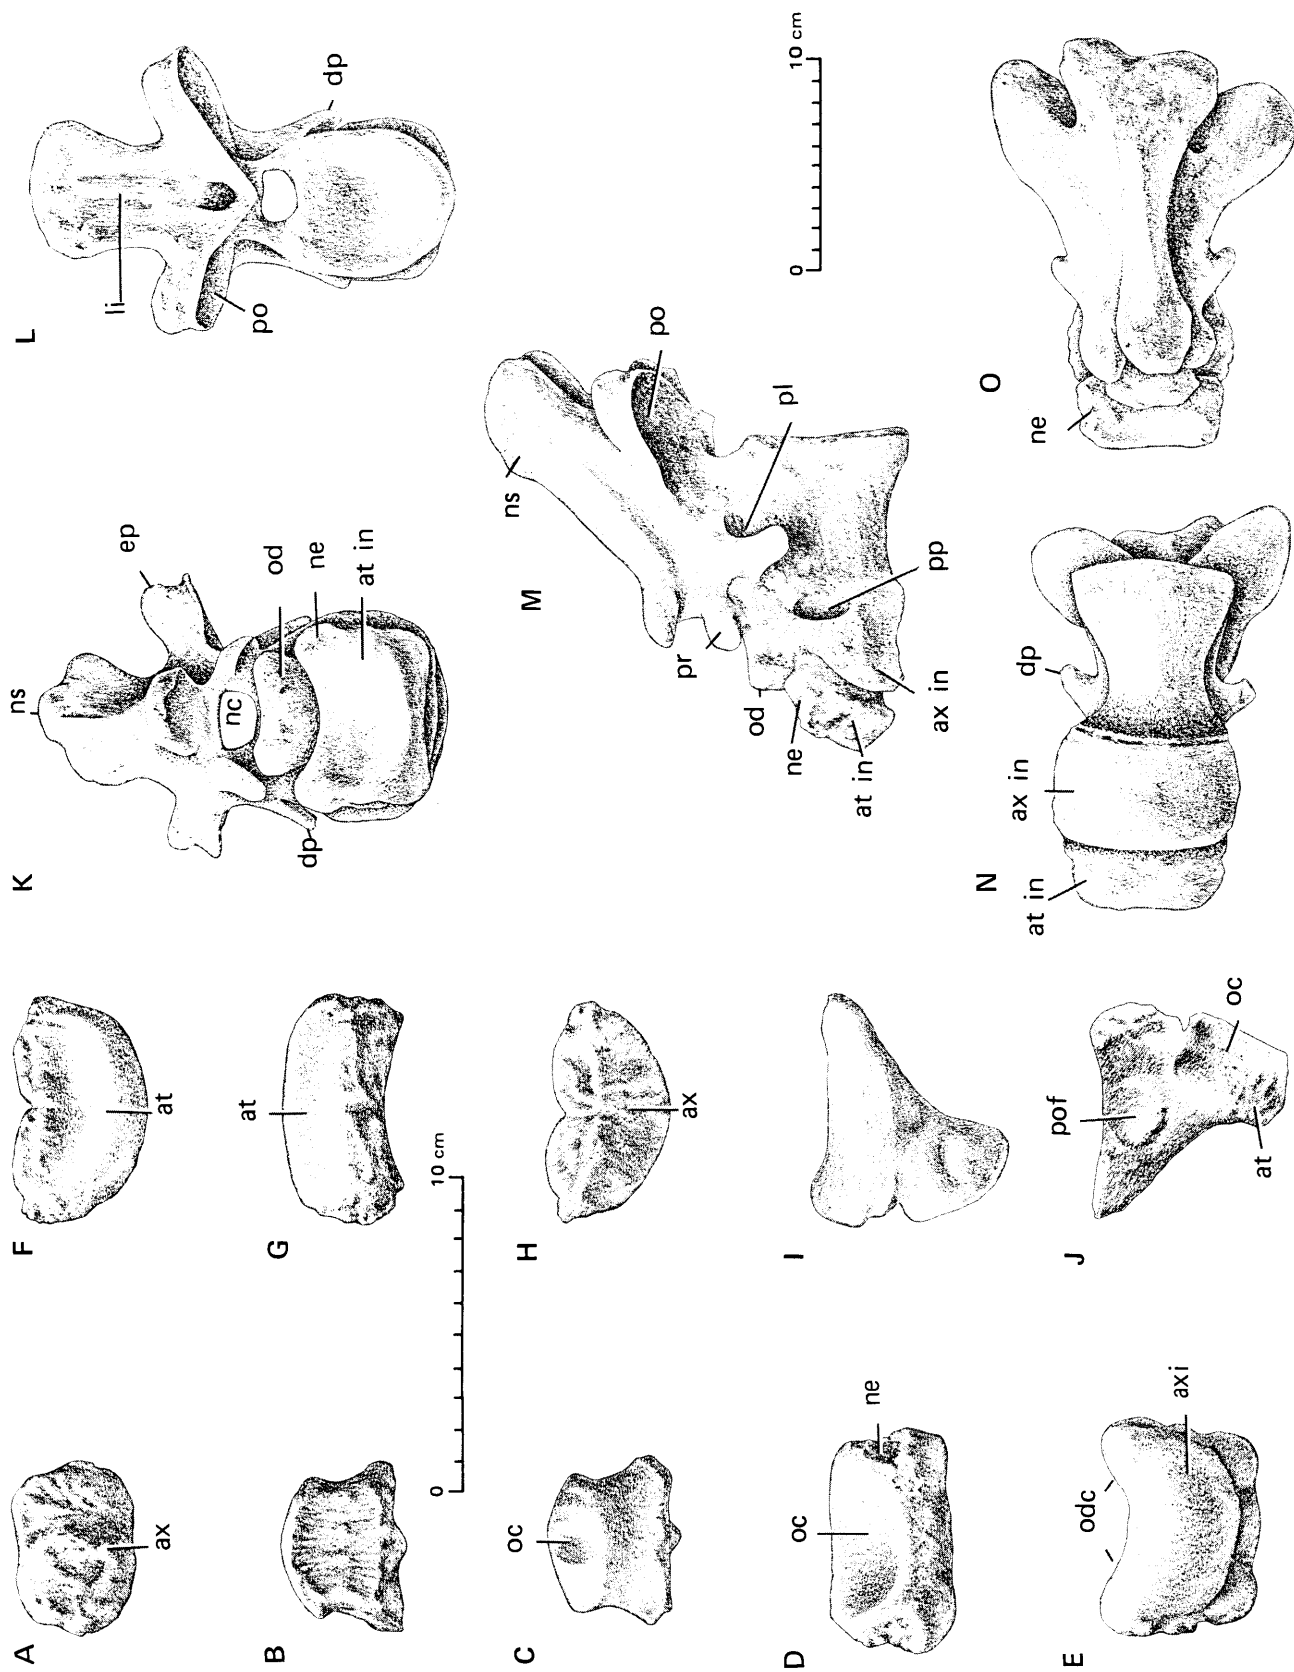 A
ax
B
C
oc
D
oc
ne
E
odc
axi
F
at
G
at
H
ax
I
J
pof
oc
at
0
10 cm
K
ns
ep
nc
od
ne
at in
dp
L
li
po
dp
M
ns
po
pl
pp
pr
od
ne
at in
ax in
0
10 cm
N
at in
ax in
dp
O
ne